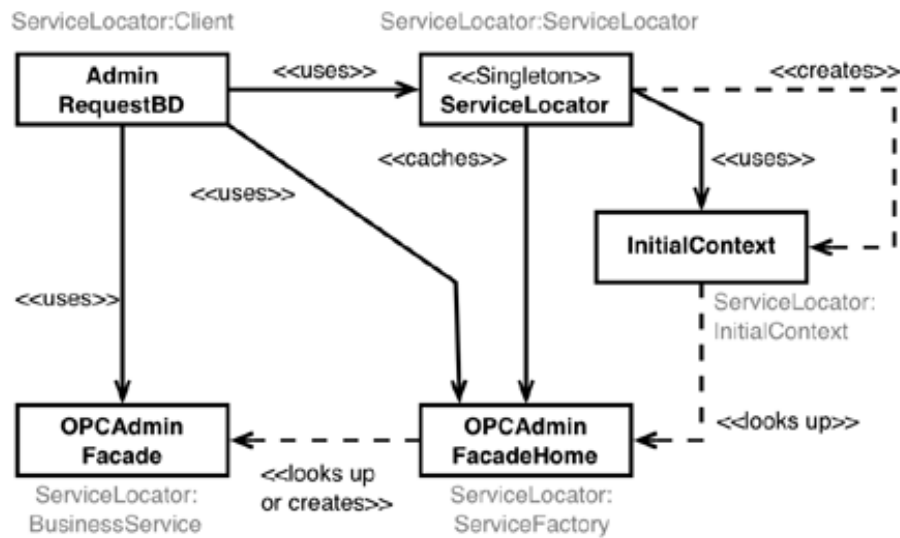 ServiceLocator:Client
ServiceLocator:ServiceLocator
Admin
RequestBD
<<uses>>
<<Singleton>>
ServiceLocator
<<creates>>
<<caches>>
<<uses>>
<<uses>>
InitialContext
<<uses>>
ServiceLocator:
InitialContext
OPCAdmin
Facade
<<looks up
or creates>>
OPCAdmin
FacadeHome
<<looks up>>
ServiceLocator:
BusinessService
ServiceLocator:
ServiceFactory